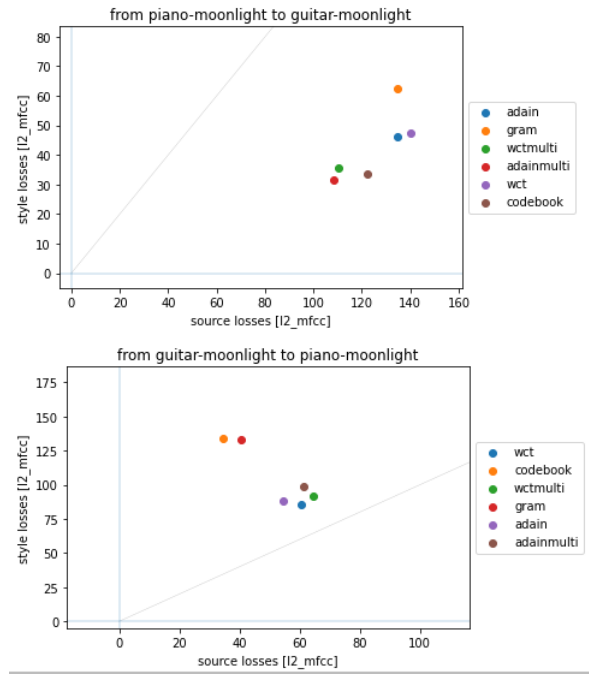 from piano-moonlight to guitar-moonlight
80
70
60
50
40
30
20
10
0
style losses [l2_mfcc]
0 20 40 60 80 100 120 140 160
source losses [l2_mfcc]
adain
gram
wctmulti
adainmulti
wct
codebook
from guitar-moonlight to piano-moonlight
175
150
125
100
75
50
25
0
style losses [l2_mfcc]
0 20 40 60 80 100
source losses [l2_mfcc]
wct
codebook
wctmulti
gram
adain
adainmulti